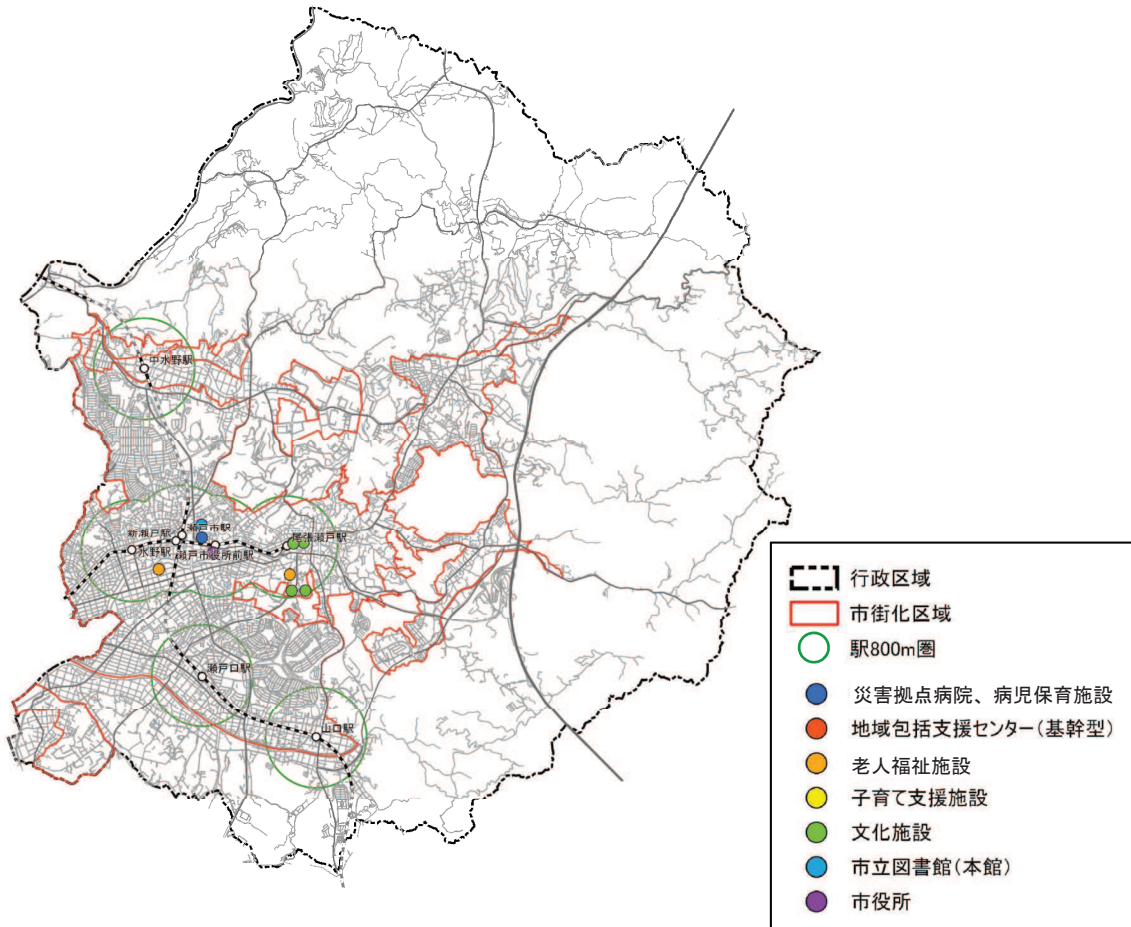 中水野駅
瀬戸市駅
新瀬戸駅
水野駅
瀬戸市役所前駅
尾張瀬戸駅
瀬戸口駅
山口駅
行政区域
市街化区域
駅800m圏
災害拠点病院、病児保育施設
地域包括支援センター(基幹型)
老人福祉施設
子育て支援施設
文化施設
市立図書館(本館)
市役所